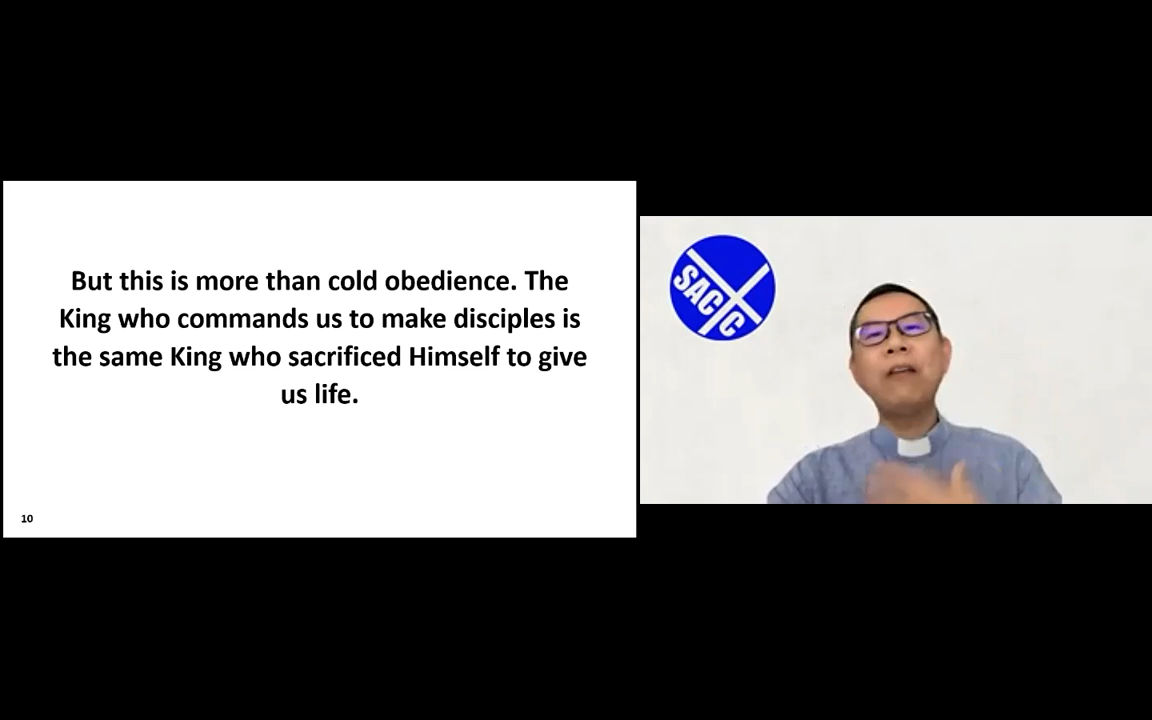 But this is more than cold obedience. The
King who commands us to make disciples is
the same King who sacrificed Himself to give
us life.
10
SACCC